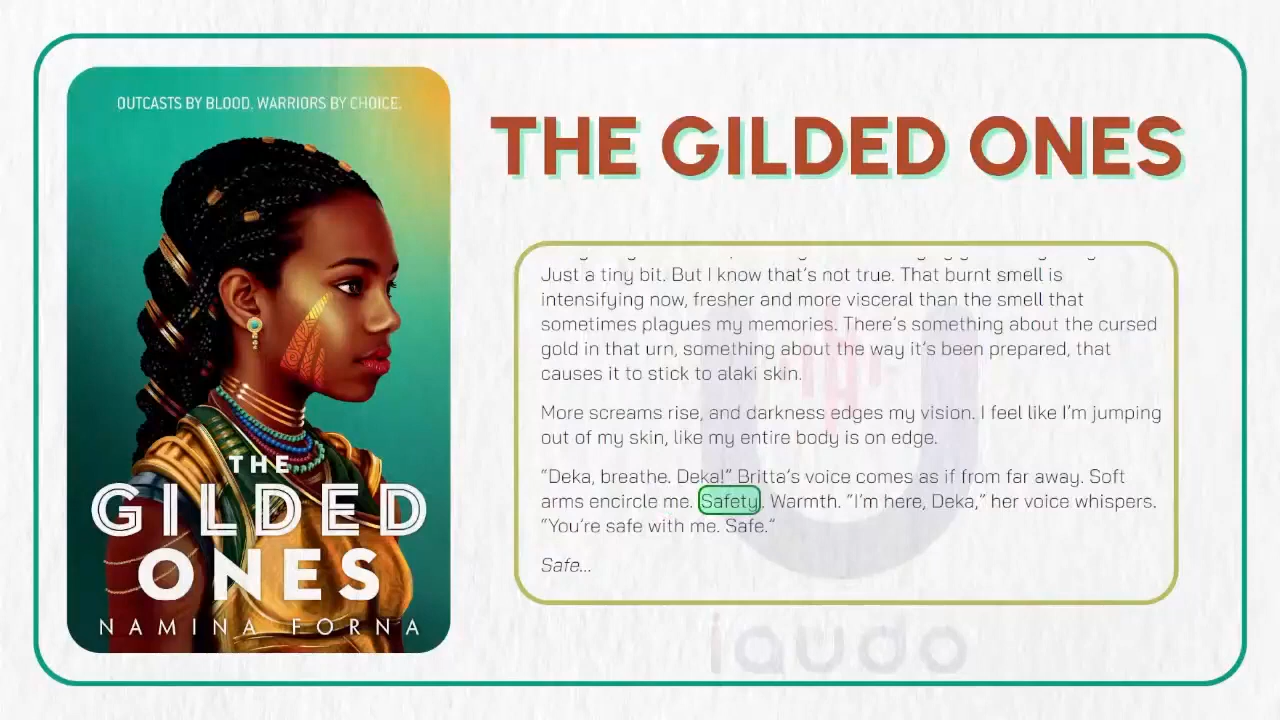 OUTCASTS BY BLOOD, WARRIORS BY CHOICE.
THE
GILDED
ONES
NAMINA FORNA
THE GILDED ONES
Just a tiny bit. But I know that's not true. That burnt smell is
intensifying now, fresher and more visceral than the smell that
sometimes plagues my memories. There's something about the cursed
gold in that urn, something about the way it's been prepared, that
causes it to stick to alaki skin.
More screams rise, and darkness edges my vision. I feel like I'm jumping
out of my skin, like my entire body is on edge.
“Deka, breathe. Deka!” Britta's voice comes as if from far away. Soft
arms encircle me. Safety. Warmth. “I'm here, Deka,” her voice whispers.
“You're safe with me. Safe.”
Safe...
iaudo